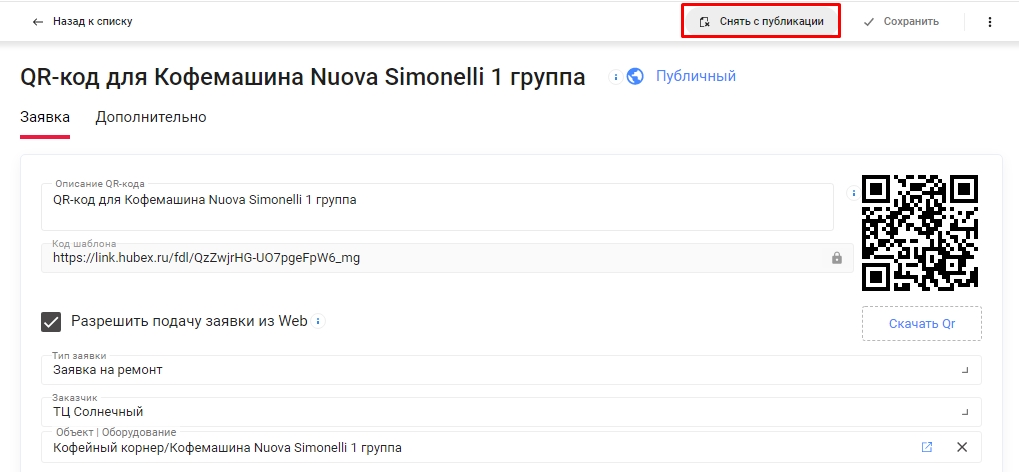 Назад к списку
Снять с публикации
Сохранить
QR-код для Кофемашина Nuova Simonelli 1 группа
Публичный
Заявка
Дополнительно
Описание QR-кода
QR-код для Кофемашина Nuova Simonelli 1 группа
Код шаблона
https://link.hubex.ru/fdl/QzZwjrHG-UO7pgeFpW6_mg
Разрешить подачу заявки из Web
Скачать Qr
Тип заявки
Заявка на ремонт
Заказчик
ТЦ Солнечный
Объект | Оборудование
Кофейный корнер/Кофемашина Nuova Simonelli 1 группа